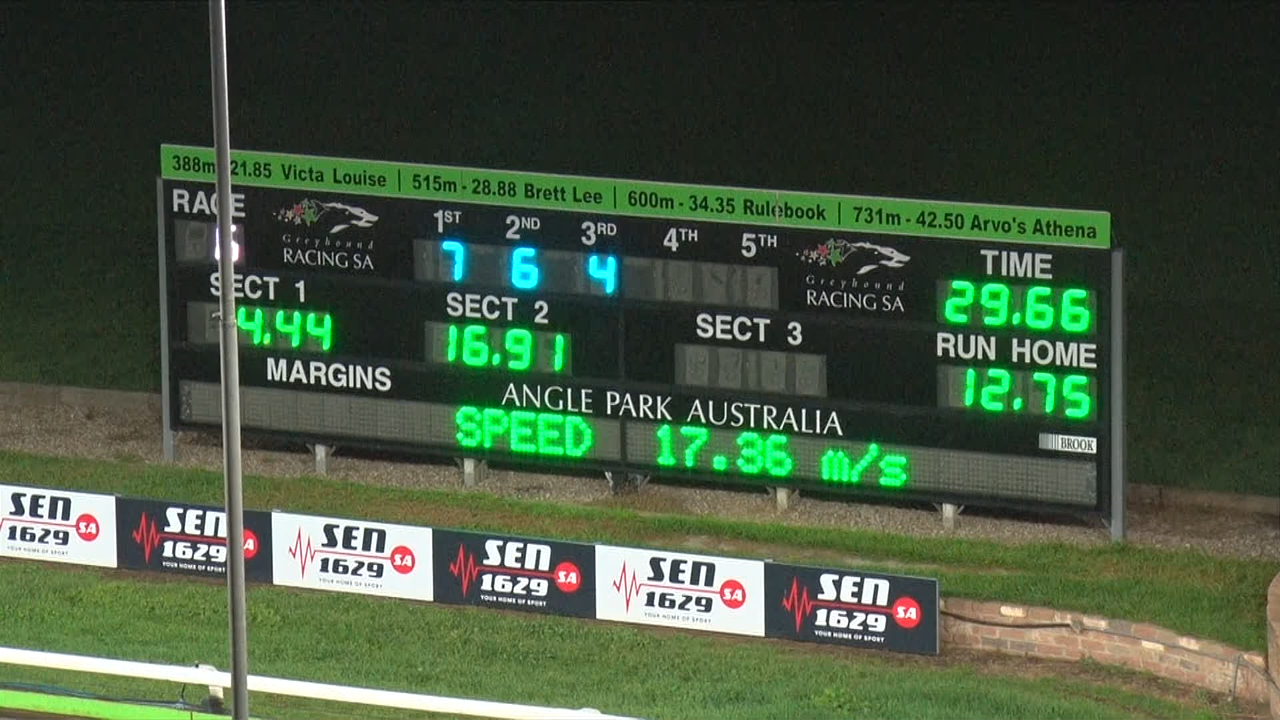 388m - 21.85 Victa Louise | 515m - 28.88 Brett Lee | 600m - 34.35 Rulebook | 731m - 42.50 Arvo's Athena
RACE
1ST 2ND 3RD 4TH 5TH
Greyhound
RACING SA
Greyhound
RACING SA
TIME
7 6 4
29.66
SECT 1
SECT 2
SECT 3
RUN HOME
4.44
16.91
12.75
MARGINS
ANGLE PARK AUSTRALIA
BROOK
SPEED 17.36 m/s
SEN
1629 SA
YOUR HOME OF SPORT
SEN
1629 SA
YOUR HOME OF SPORT
SEN
1629 SA
YOUR HOME OF SPORT
SEN
1629 SA
YOUR HOME OF SPORT
SEN
1629 SA
YOUR HOME OF SPORT
SEN
1629 SA
YOUR HOME OF SPORT